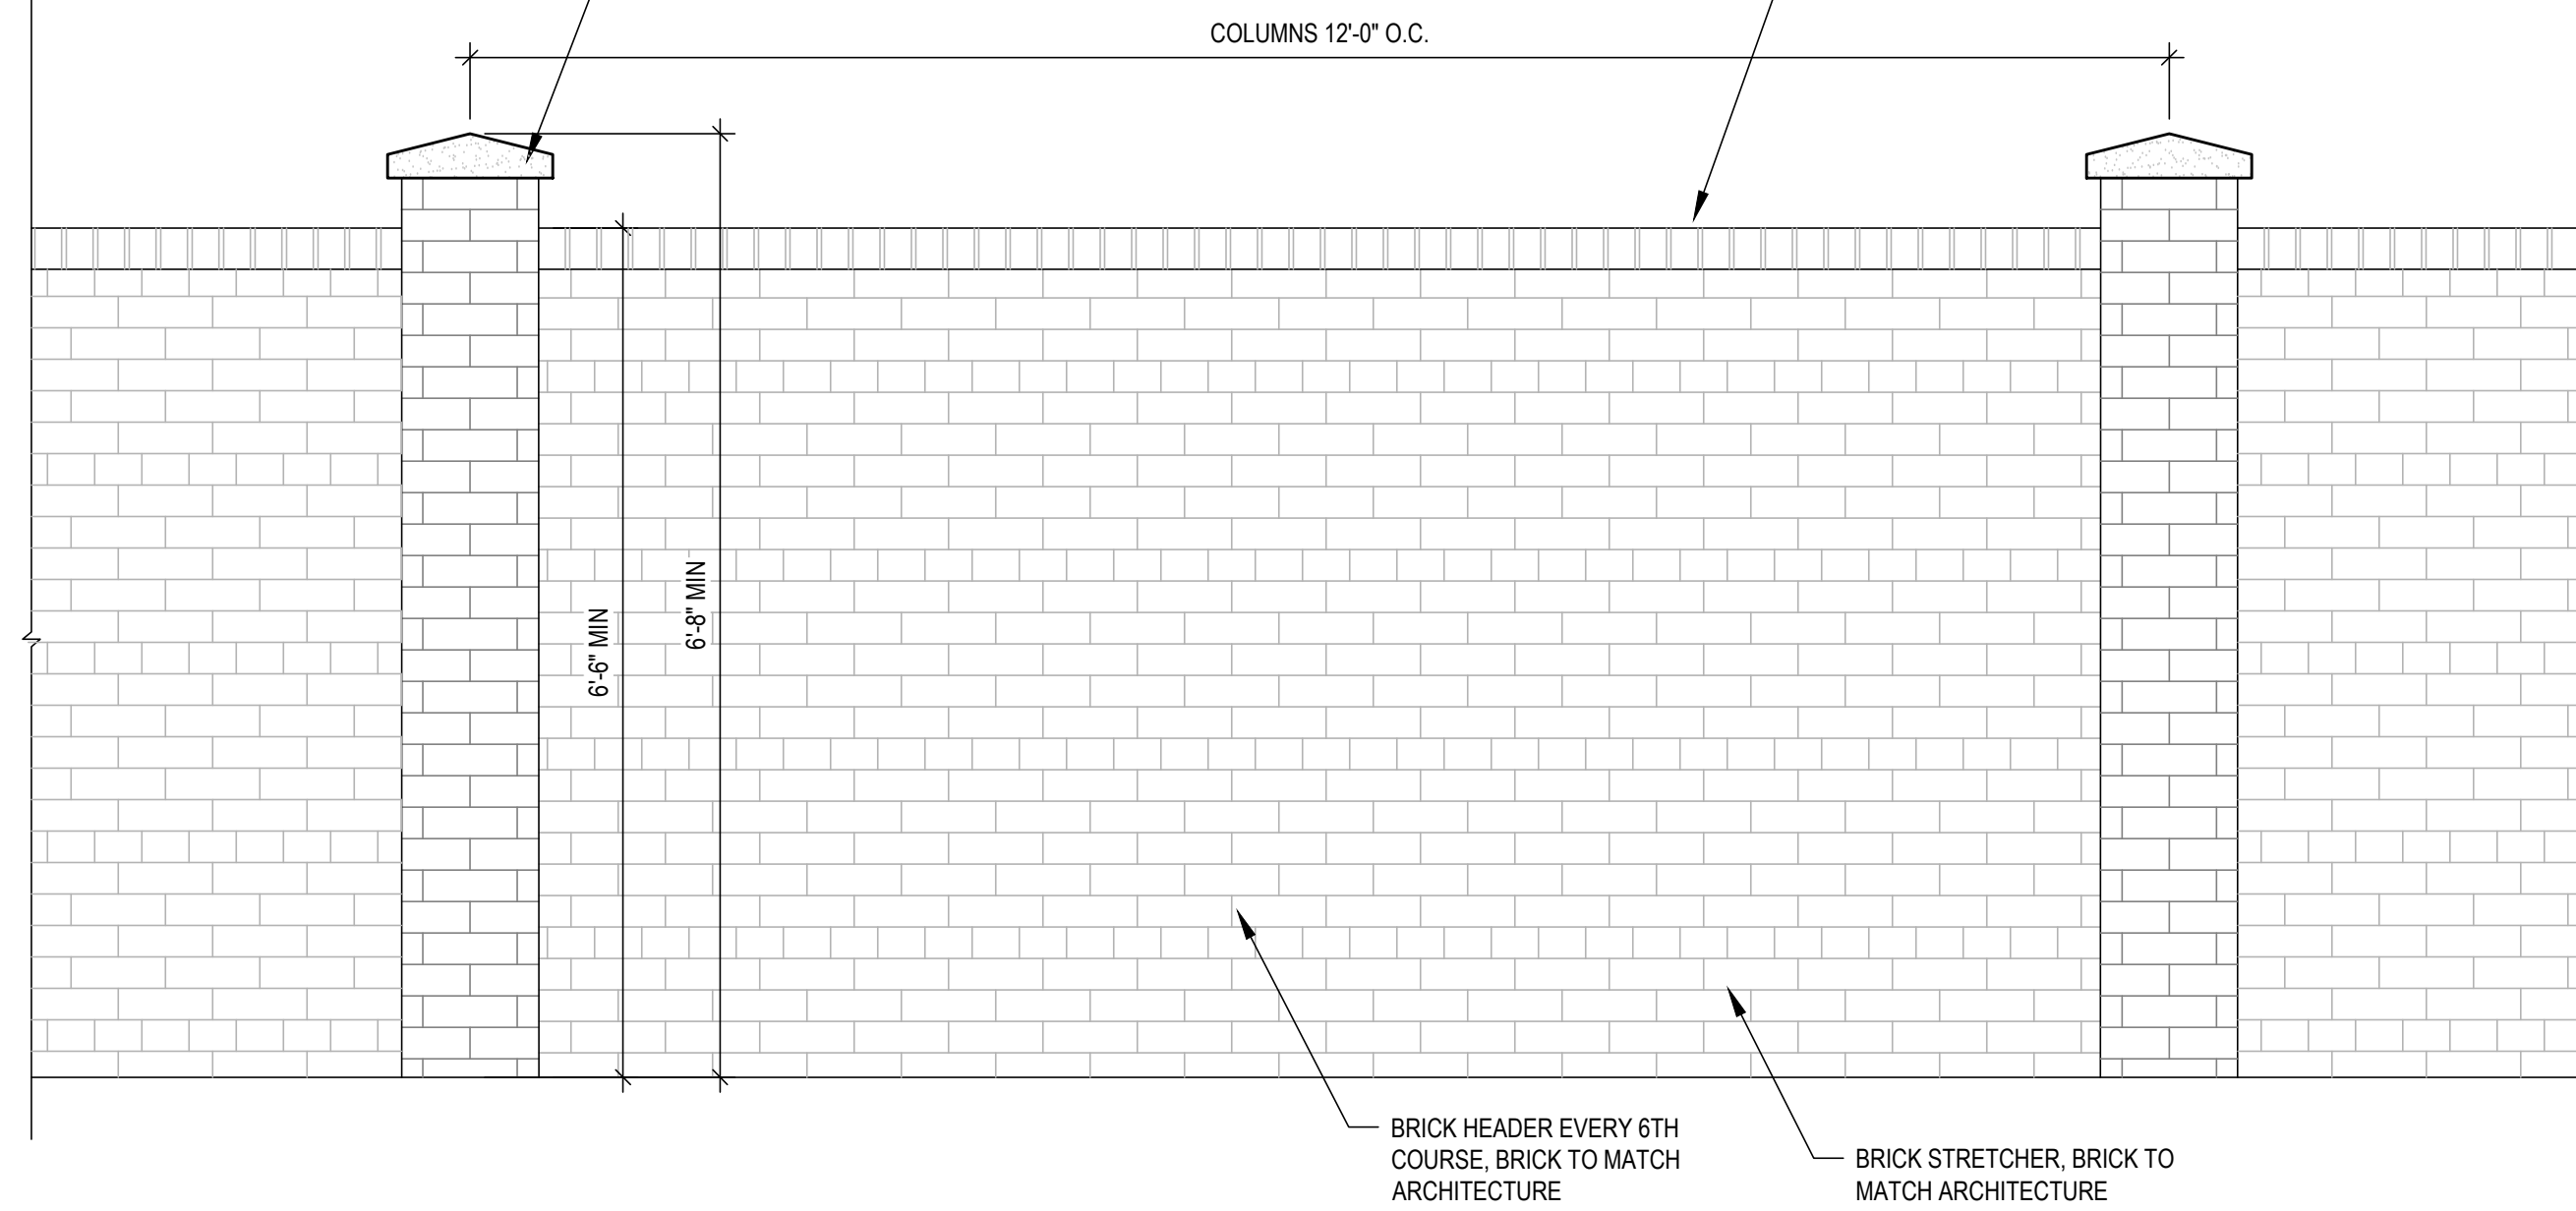 COLUMNS 12'-0" O.C.
6'-6" MIN
6'-8" MIN
BRICK HEADER EVERY 6TH
COURSE, BRICK TO MATCH
ARCHITECTURE
BRICK STRETCHER, BRICK TO
MATCH ARCHITECTURE